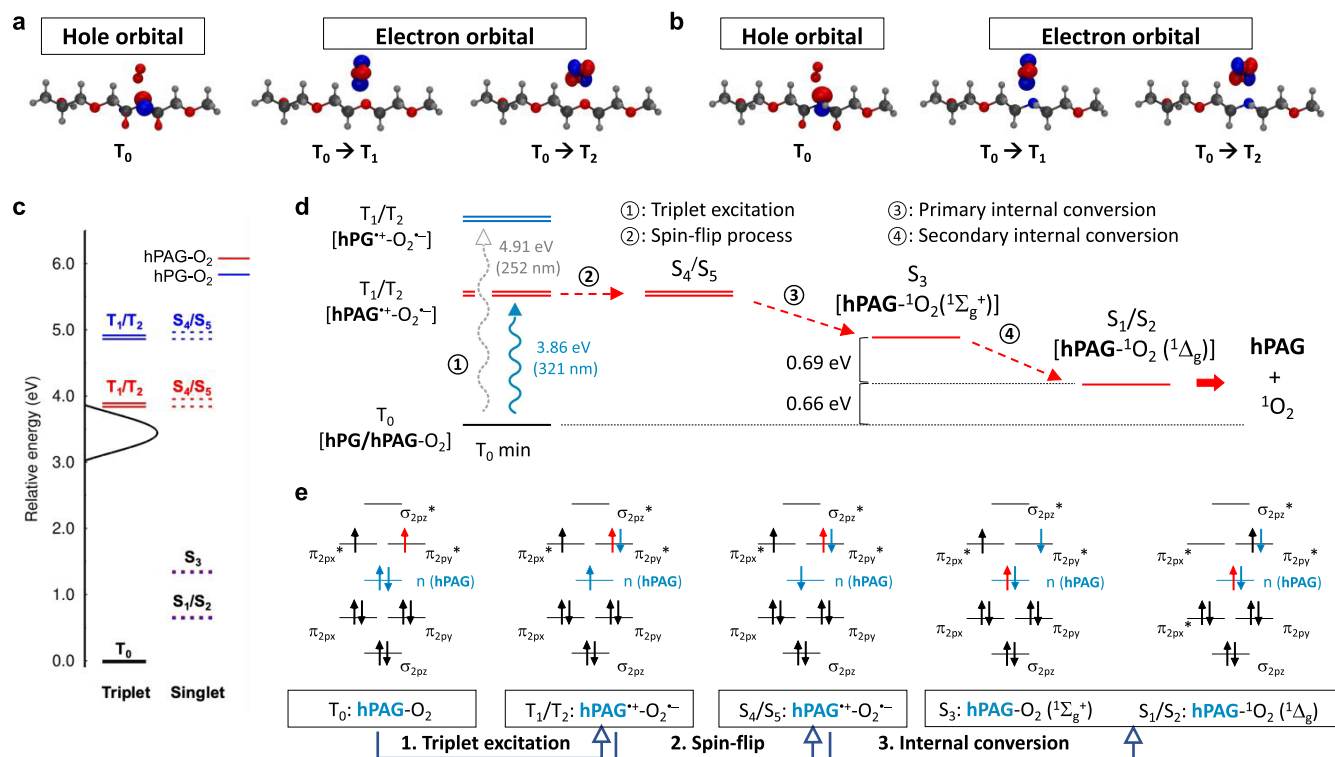 a
Hole orbital
Electron orbital
T0
T0 → T1
T0 → T2
b
Hole orbital
Electron orbital
T0
T0 → T1
T0 → T2
c
hPAG-O2
hPG-O2
Relative energy (eV)
6.0
5.0
4.0
3.0
2.0
1.0
0.0
T1/T2
S4/S5
T1/T2
S4/S5
S3
S1/S2
T0
Triplet
Singlet
d
T1/T2
[hPG•+-O2•−]
①: Triplet excitation
②: Spin-flip process
③: Primary internal conversion
④: Secondary internal conversion
4.91 eV
(252 nm)
T1/T2
[hPAG•+-O2•−]
②
S4/S5
③
S3
[hPAG-1O2(1Σg+)]
④
S1/S2
[hPAG-1O2 (1Δg)]
hPAG
+
1O2
①
3.86 eV
(321 nm)
0.69 eV
0.66 eV
T0
[hPG/hPAG-O2]
T0 min
e
σ2pz*
π2px*
π2py*
n (hPAG)
π2px
π2py
σ2pz
T0: hPAG-O2
σ2pz*
π2px*
π2py*
n (hPAG)
π2px
π2py
σ2pz
T1/T2: hPAG•+-O2•−
σ2pz*
π2px*
π2py*
n (hPAG)
π2px
π2py
σ2pz
S4/S5: hPAG•+-O2•−
σ2pz*
π2px*
π2py*
n (hPAG)
π2px
π2py
σ2pz
S3: hPAG-O2 (1Σg+)
σ2pz*
π2px*
π2py*
n (hPAG)
π2px*
π2py
σ2pz
S1/S2: hPAG-1O2 (1Δg)
1. Triplet excitation
2. Spin-flip
3. Internal conversion